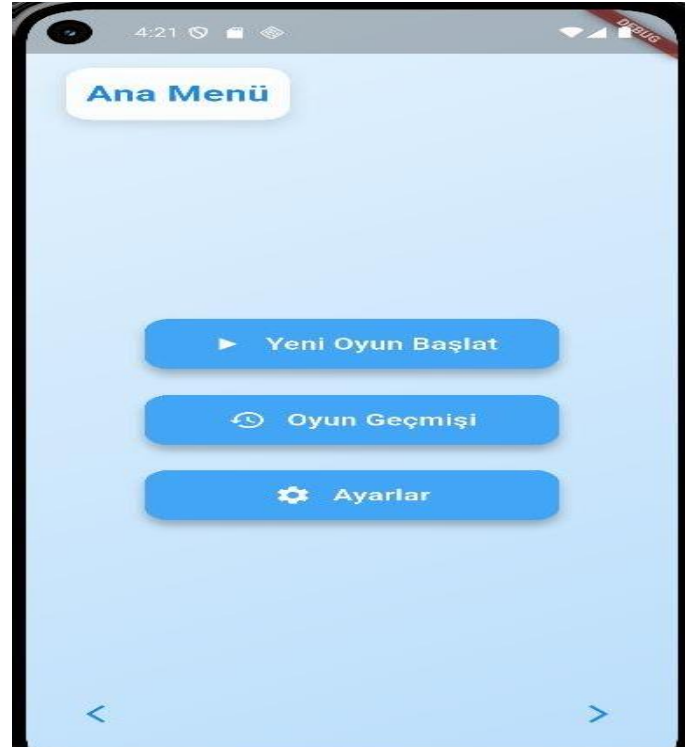 4:21
DEBUG
Ana Menü
Yeni Oyun Başlat
Oyun Geçmişi
Ayarlar
<
>